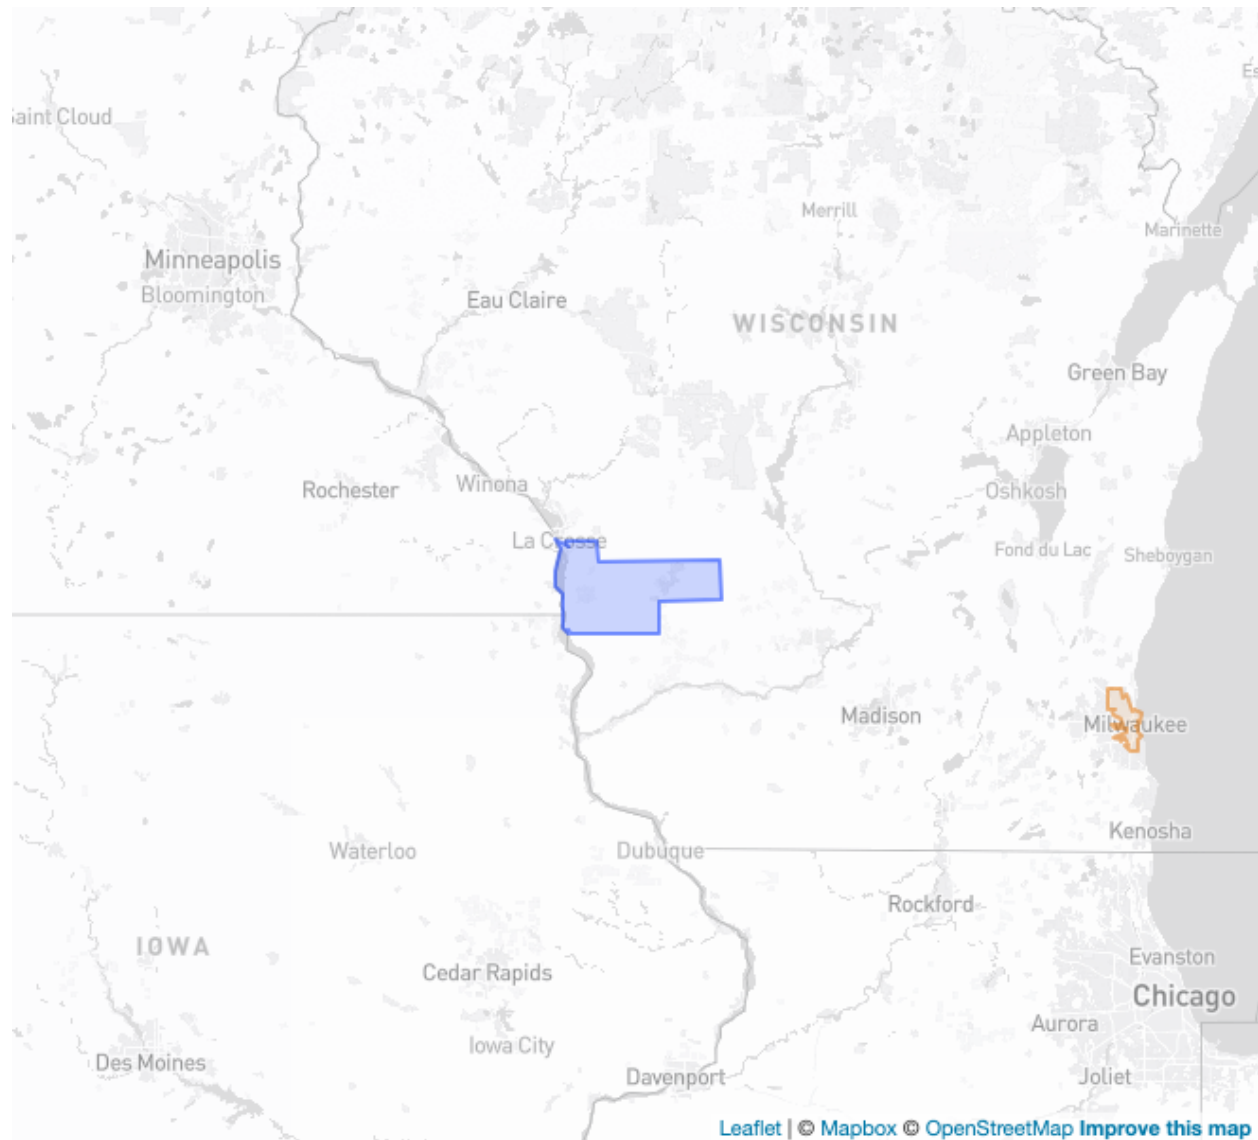 Es
Saint Cloud
Merrill
Marinette
Minneapolis
Bloomington
Eau Claire
WISCONSIN
Green Bay
Appleton
Rochester
Winona
Oshkosh
La Crosse
Fond du Lac
Sheboygan
Madison
Milwaukee
Kenosha
Waterloo
Dubuque
Rockford
IOWA
Evanston
Cedar Rapids
Chicago
Aurora
Iowa City
Des Moines
Davenport
Joliet
Leaflet | © Mapbox © OpenStreetMap Improve this map